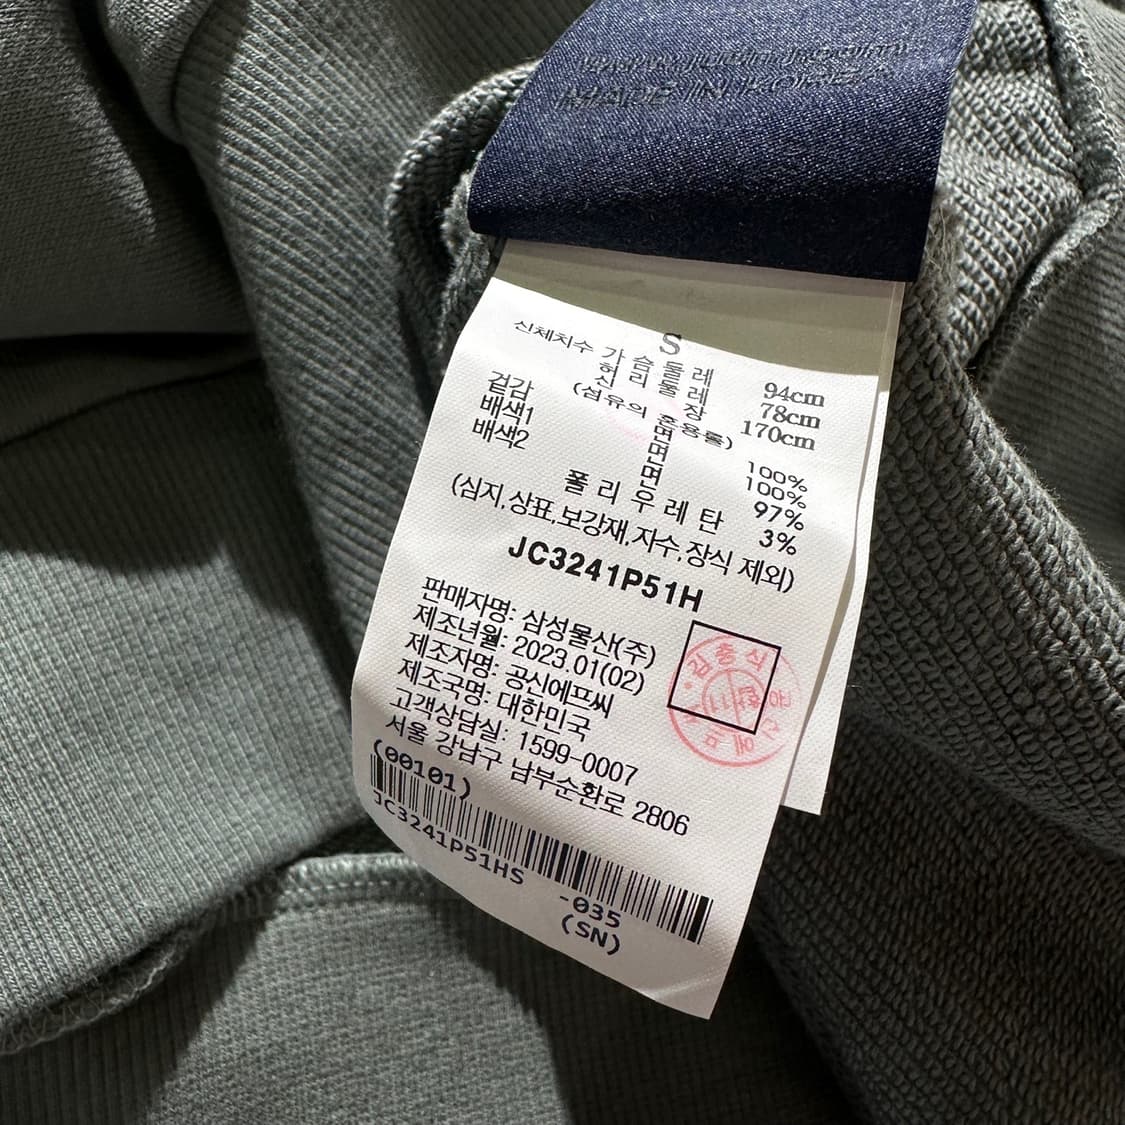 MADE IN KOREA
S
신체치수 가슴둘레 94cm
허리둘레 78cm
신장 170cm
(섬유의 혼용률)
겉감 면 100%
배색1 면 100%
배색2 면 97%
폴리우레탄 3%
(심지,상표,보강재,자수,장식 제외)
JC3241P51H
판매자명: 삼성물산(주)
제조년월: 2023.01(02)
제조자명: 공신에프씨
제조국명: 대한민국
고객상담실: 1599-0007
서울 강남구 남부순환로 2806
(00101)
JC3241P51HS -035
(SN)
김충식